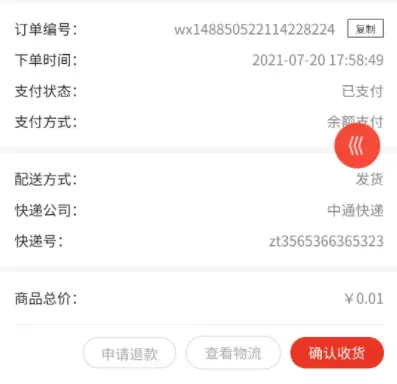 订单编号： wx148850522114228224 复制
下单时间： 2021-07-20 17:58:49
支付状态： 已支付
支付方式： 余额支付
配送方式： 发货
快递公司： 中通快递
快递号： zt3565366365323
商品总价： ￥0.01
申请退款 查看物流 确认收货